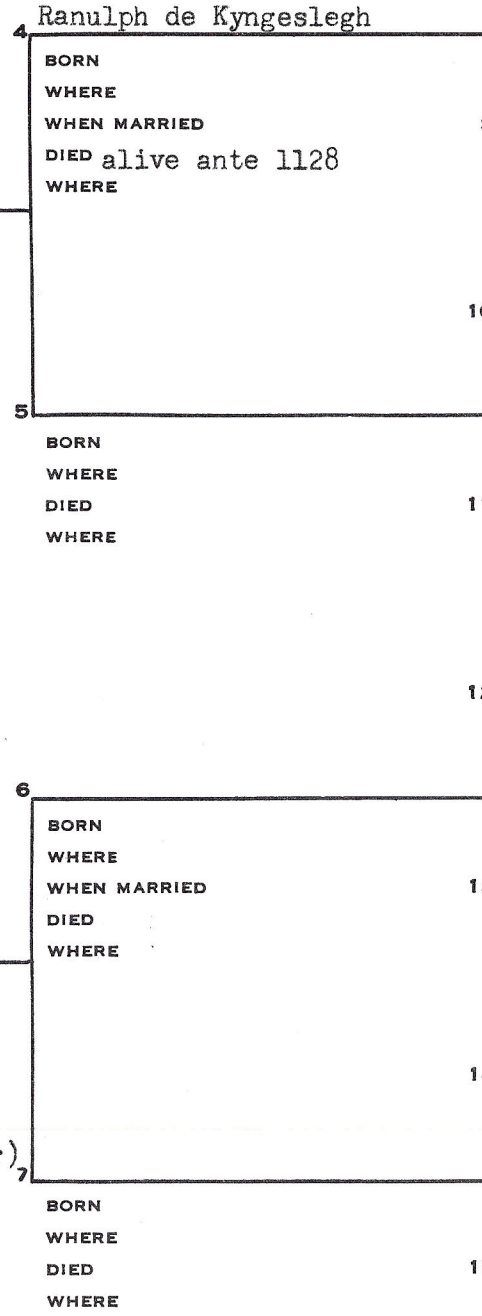 Ranulph de Kyngeslegh
4
BORN
WHERE
WHEN MARRIED
DIED alive ante 1128
WHERE
5
BORN
WHERE
DIED
WHERE
6
BORN
WHERE
WHEN MARRIED
DIED
WHERE
7
BORN
WHERE
DIED
WHERE